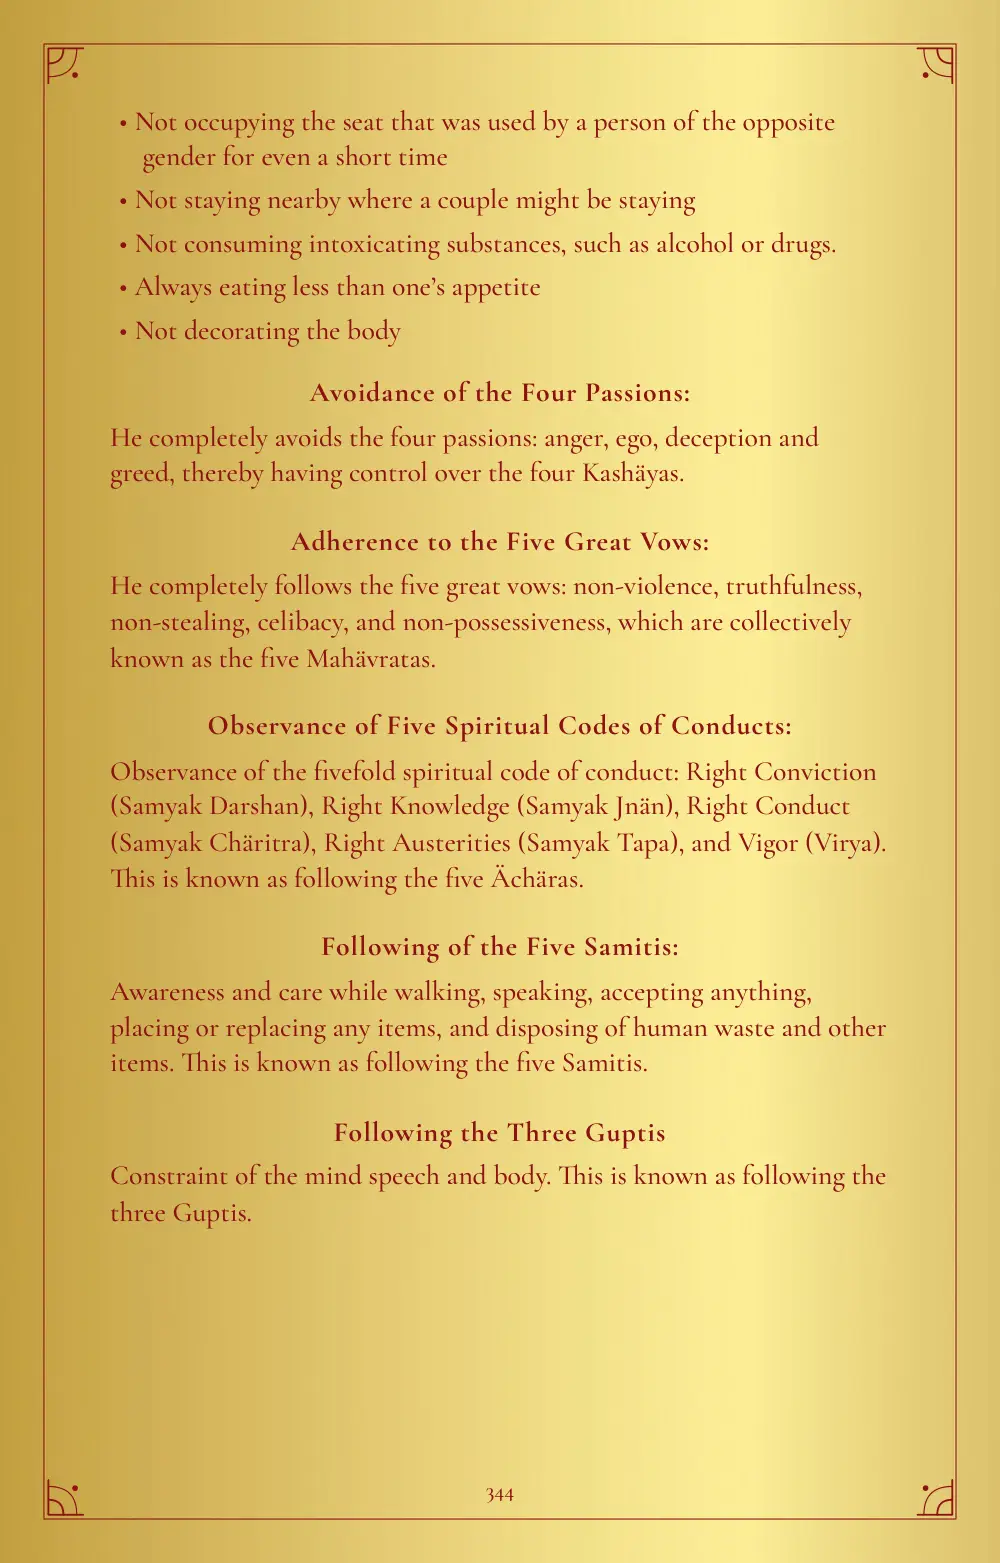 • Not occupying the seat that was used by a person of the opposite
gender for even a short time
• Not staying nearby where a couple might be staying
• Not consuming intoxicating substances, such as alcohol or drugs.
• Always eating less than one’s appetite
• Not decorating the body
Avoidance of the Four Passions:
He completely avoids the four passions: anger, ego, deception and
greed, thereby having control over the four Kashäyas.
Adherence to the Five Great Vows:
He completely follows the five great vows: non-violence, truthfulness,
non-stealing, celibacy, and non-possessiveness, which are collectively
known as the five Mahävratas.
Observance of Five Spiritual Codes of Conducts:
Observance of the fivefold spiritual code of conduct: Right Conviction
(Samyak Darshan), Right Knowledge (Samyak Jnän), Right Conduct
(Samyak Chäritra), Right Austerities (Samyak Tapa), and Vigor (Virya).
This is known as following the five Ächäras.
Following of the Five Samitis:
Awareness and care while walking, speaking, accepting anything,
placing or replacing any items, and disposing of human waste and other
items. This is known as following the five Samitis.
Following the Three Guptis
Constraint of the mind speech and body. This is known as following the
three Guptis.
344